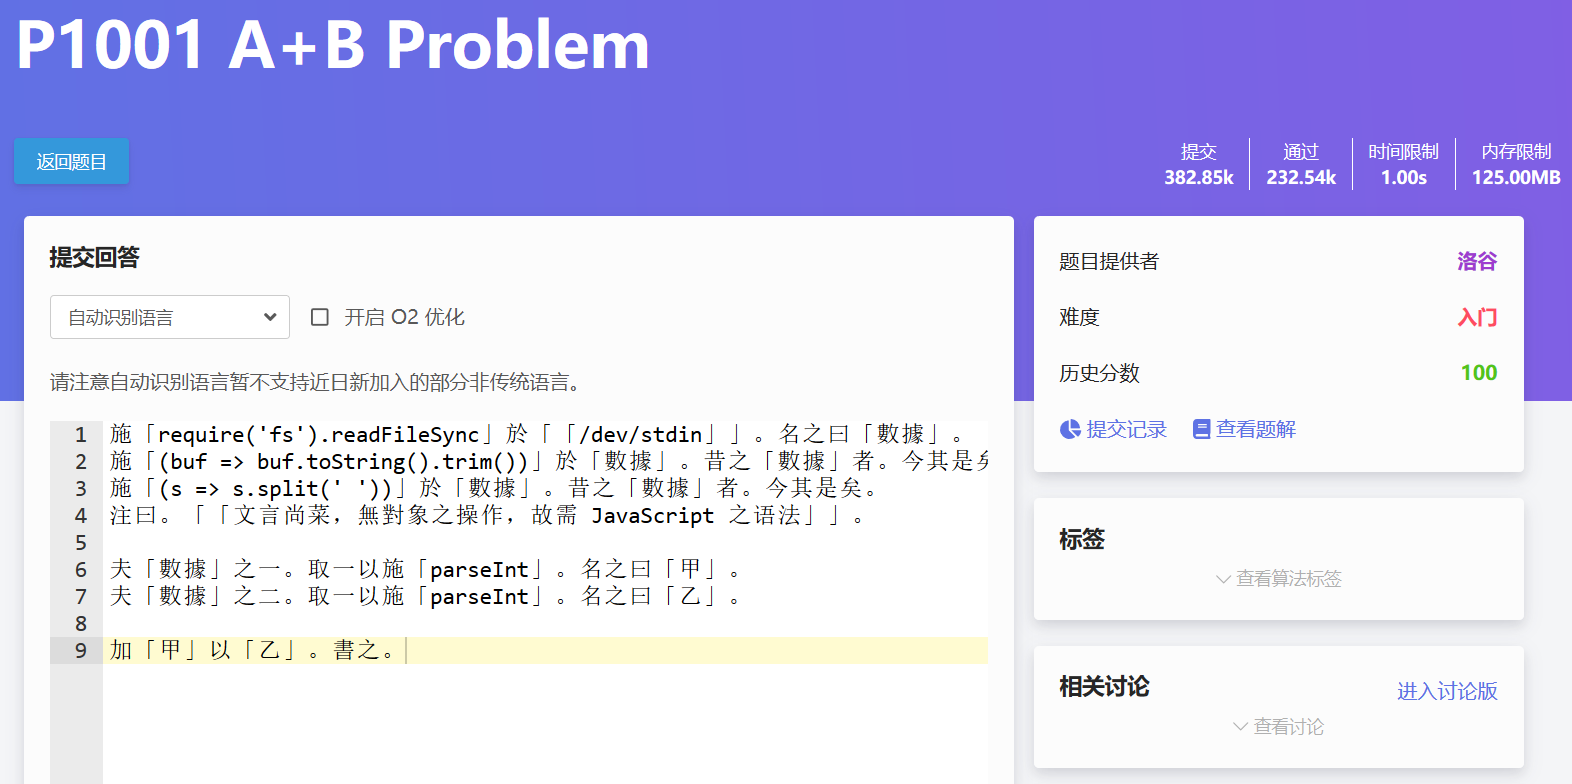 P1001 A+B Problem
返回题目
提交
382.85k
通过
232.54k
时间限制
1.00s
内存限制
125.00MB
提交回答
自动识别语言
开启 O2 优化
请注意自动识别语言暂不支持近日新加入的部分非传统语言。
1 施「require('fs').readFileSync」於「「/dev/stdin」」。名之曰「數據」。
2 施「(buf => buf.toString().trim())」於「數據」。昔之「數據」者。今其是矣
3 施「(s => s.split(' '))」於「數據」。昔之「數據」者。今其是矣。
4 注曰。「「文言尚菜，無對象之操作，故需 JavaScript 之语法」」。
5
6 夫「數據」之一。取一以施「parseInt」。名之曰「甲」。
7 夫「數據」之二。取一以施「parseInt」。名之曰「乙」。
8
9 加「甲」以「乙」。書之。
题目提供者 洛谷
难度 入门
历史分数 100
提交记录 查看题解
标签
查看算法标签
相关讨论 进入讨论版
查看讨论